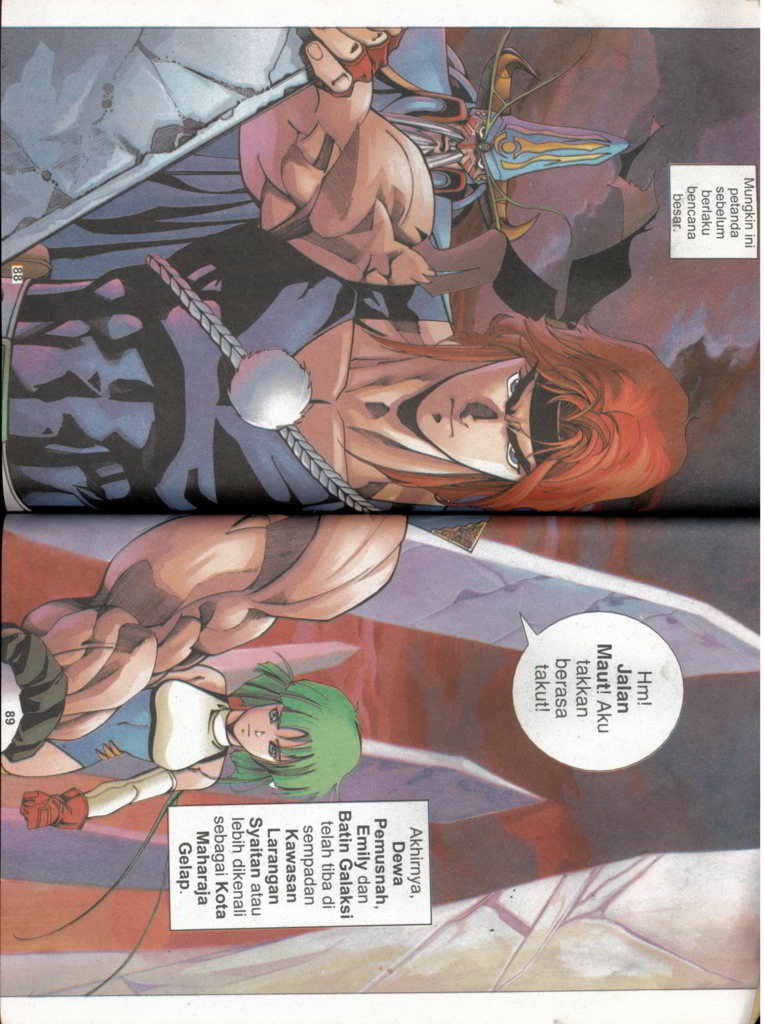 Mungkin ini
petanda
sebelum
berlaku
bencana
besar.
88
Hm!
Jalan
Maut! Aku
takkan
berasa
takut!
Akhirnya,
Dewa
Pemusnah,
Emily dan
Batin Galaksi
telah tiba di
sempadan
Kawasan
Larangan
Syaitan atau
lebih dikenali
sebagai Kota
Maharaja
Gelap.
89